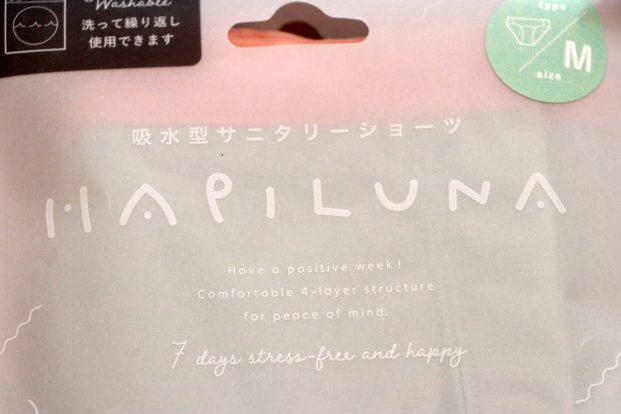 Washable
洗って繰り返し
使用できます
type
M
size
吸水型サニタリーショーツ
HAPILUNA
Have a positive week!
Comfortable 4-layer structure
for peace of mind.
7 days stress-free and happy